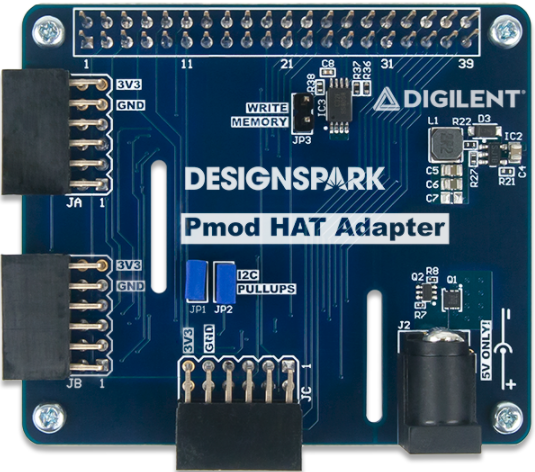 1 11 21 31 39
3V3
GND
JA 1
C8
R38
R37
R36
IC3
WRITE
MEMORY
JP3
DIGILENT®
L1
R22 D3
IC2
82
C5
C6
C7
R27
R21
C4
DESIGNSPARK
Pmod HAT Adapter
3V3
GND
JB 1
I2C
PULLUPS
JP1 JP2
3V3
GND
1
JC
Q2 R8 Q1
R7
J2
5V ONLY!
- +